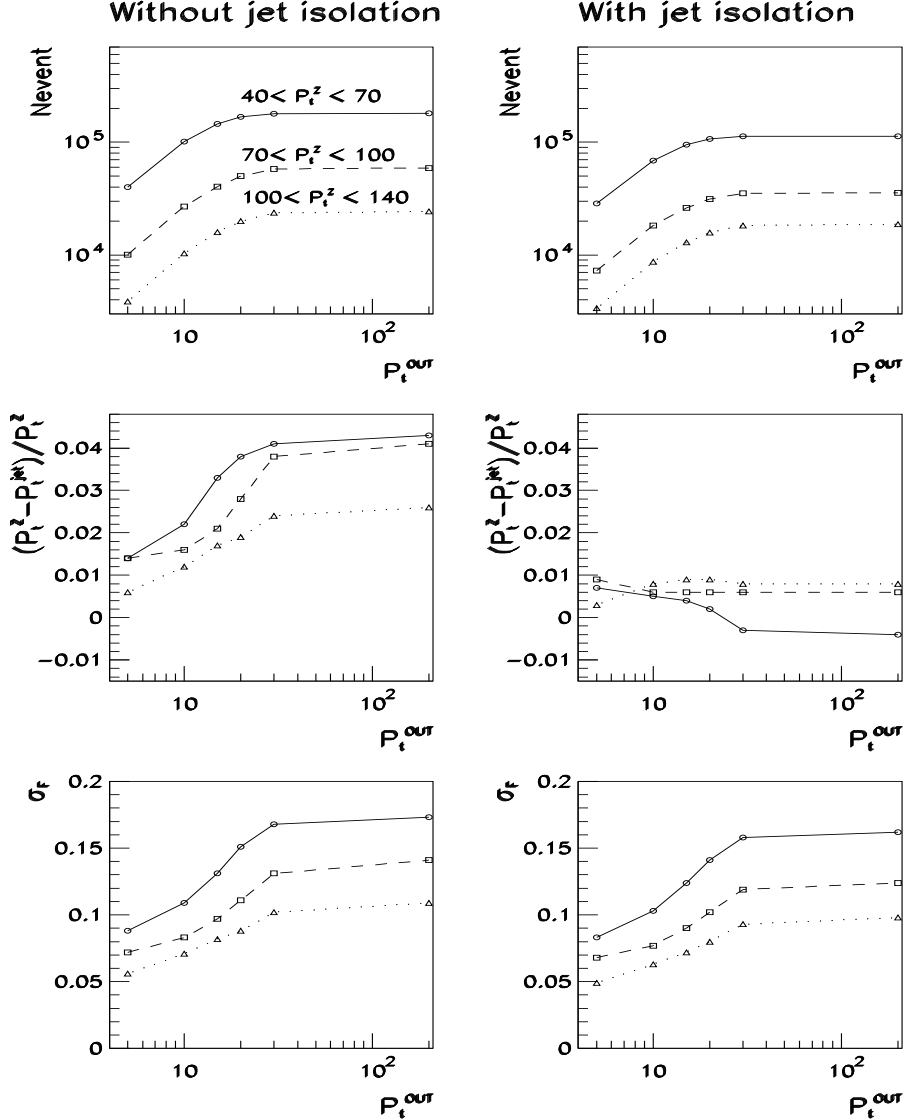 Without jet isolation
With jet isolation
Nevent
10^5
10^4
40< P_t^Z < 70
70< P_t^Z < 100
100< P_t^Z < 140
10
10^2
P_t^OUT
Nevent
10^5
10^4
10
10^2
P_t^OUT
(P_t^Z−P_t^jet)/P_t^Z
0.04
0.03
0.02
0.01
0
−0.01
10
10^2
P_t^OUT
(P_t^Z−P_t^jet)/P_t^Z
0.04
0.03
0.02
0.01
0
−0.01
10
10^2
P_t^OUT
σ_F
0.2
0.15
0.1
0.05
0
10
10^2
P_t^OUT
σ_F
0.2
0.15
0.1
0.05
0
10
10^2
P_t^OUT